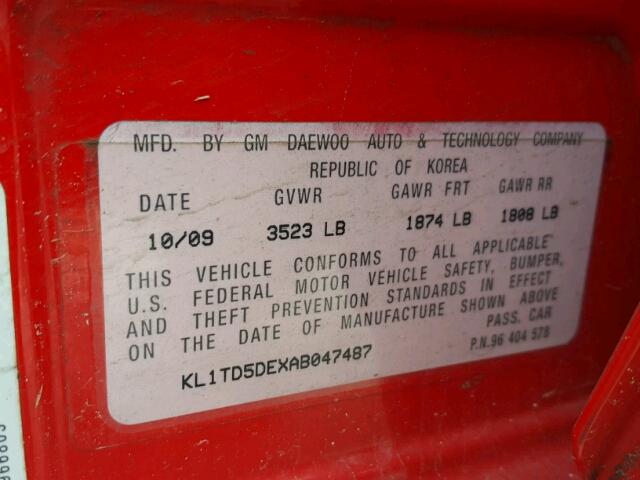 MFD. BY GM DAEWOO AUTO & TECHNOLOGY COMPANY
REPUBLIC OF KOREA
DATE GVWR GAWR FRT GAWR RR
10/09 3523 LB 1874 LB 1808 LB
THIS VEHICLE CONFORMS TO ALL APPLICABLE
U.S. FEDERAL MOTOR VEHICLE SAFETY, BUMPER,
AND THEFT PREVENTION STANDARDS IN EFFECT
ON THE DATE OF MANUFACTURE SHOWN ABOVE
PASS. CAR
KL1TD5DEXAB047487
P.N.96 404 578